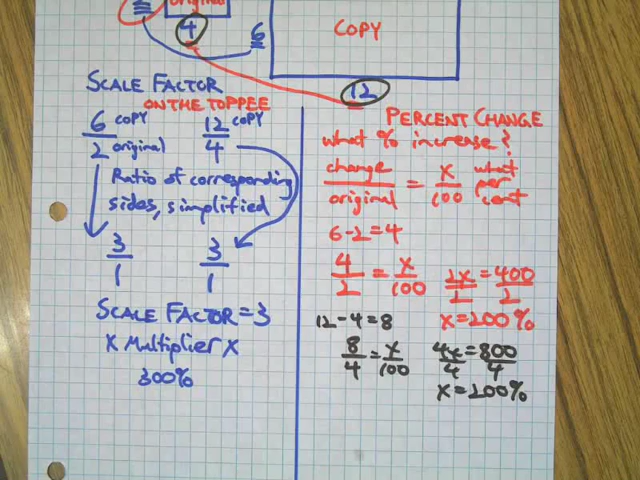 original
4
6
COPY
12
SCALE FACTOR
ON THE TOPPEE
6 COPY 12 COPY
2 original 4
Ratio of corresponding
sides, simplified
3 3
1 1
SCALE FACTOR = 3
x Multiplier x
300%
PERCENT CHANGE
what % increase?
change = x what
original 100 per
cent
6-2=4
4 = x 2x = 400
2 100 2 2
x=200%
12-4=8
8 = x 4x = 800
4 100 4 4
x=200%